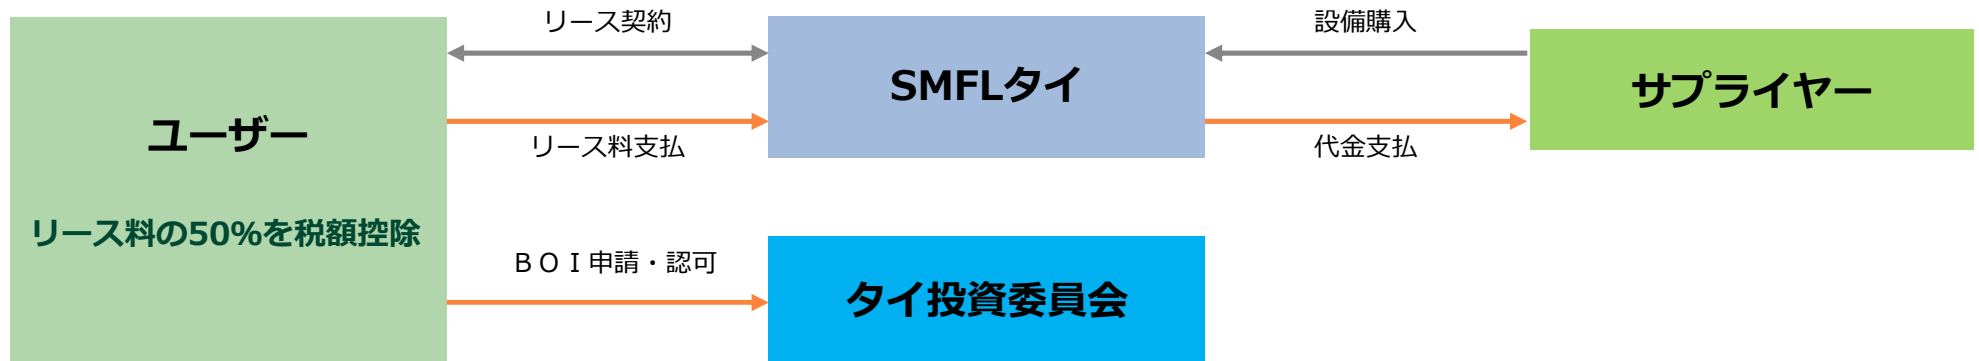 リース契約
設備購入
SMFLタイ
サプライヤー
ユーザー
リース料支払
代金支払
リース料の50%を税額控除
ＢＯＩ申請・認可
タイ投資委員会